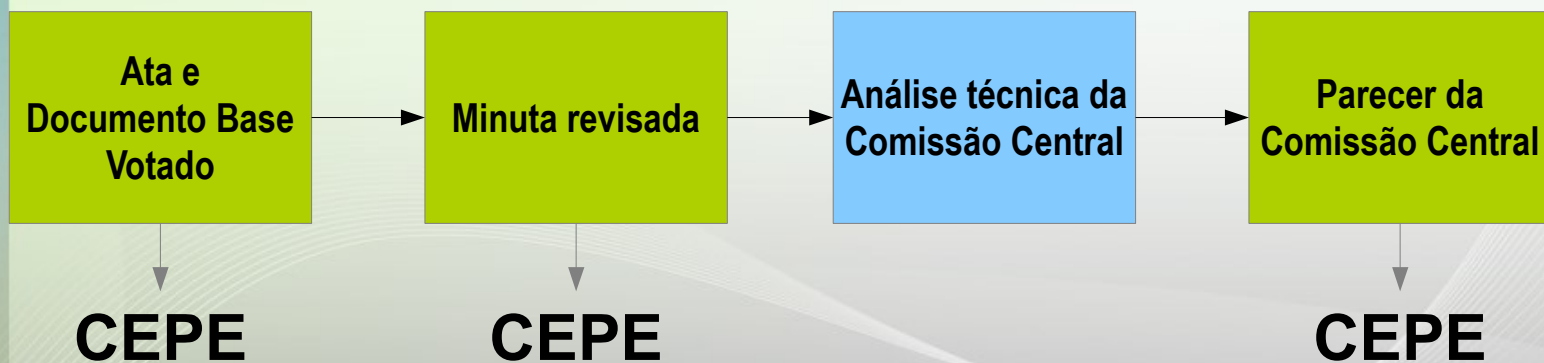 Ata e
Documento Base
Votado
Minuta revisada
Análise técnica da
Comissão Central
Parecer da
Comissão Central
CEPE
CEPE
CEPE